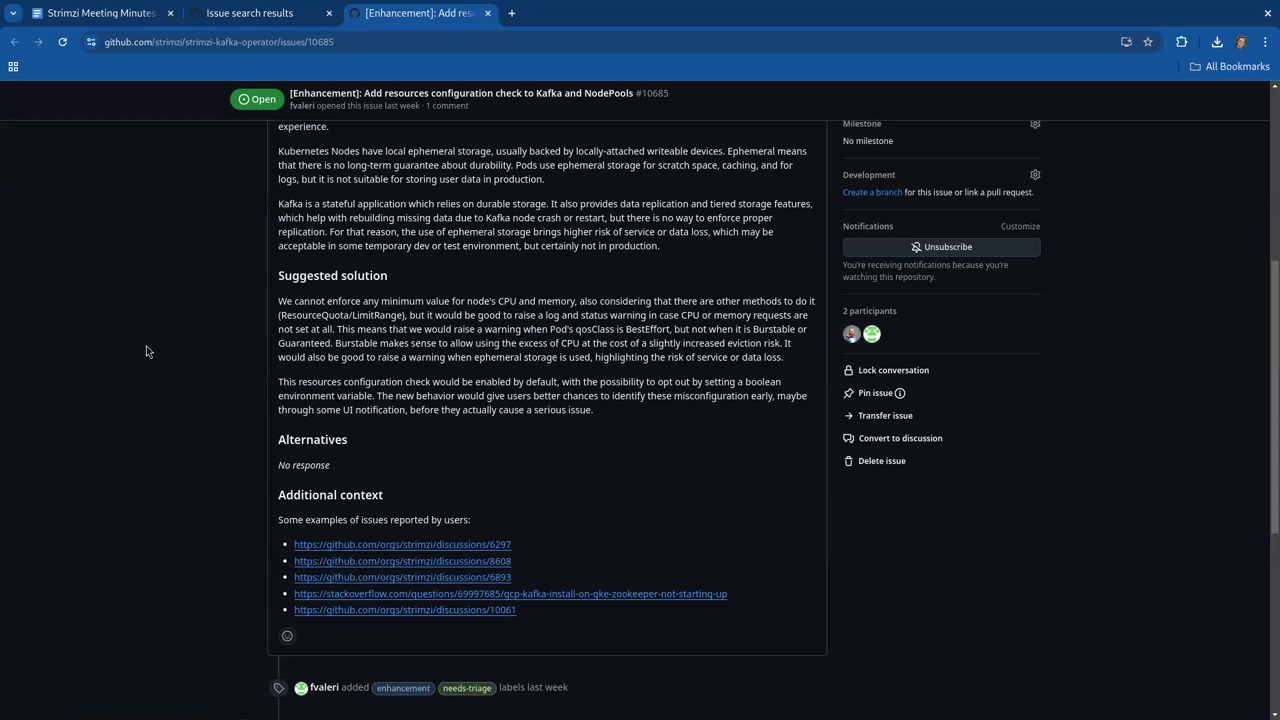 Strimzi Meeting Minutes
Issue search results
[Enhancement]: Add res
github.com/strimzi/strimzi-kafka-operator/issues/10685
All Bookmarks
Open
[Enhancement]: Add resources configuration check to Kafka and NodePools #10685
fvaleri opened this issue last week · 1 comment
experience.
Kubernetes Nodes have local ephemeral storage, usually backed by locally-attached writeable devices. Ephemeral means
that there is no long-term guarantee about durability. Pods use ephemeral storage for scratch space, caching, and for
logs, but it is not suitable for storing user data in production.
Kafka is a stateful application which relies on durable storage. It also provides data replication and tiered storage features,
which help with rebuilding missing data due to Kafka node crash or restart, but there is no way to enforce proper
replication. For that reason, the use of ephemeral storage brings higher risk of service or data loss, which may be
acceptable in some temporary dev or test environment, but certainly not in production.
Suggested solution
We cannot enforce any minimum value for node's CPU and memory, also considering that there are other methods to do it
(ResourceQuota/LimitRange), but it would be good to raise a log and status warning in case CPU or memory requests are
not set at all. This means that we would raise a warning when Pod's qosClass is BestEffort, but not when it is Burstable or
Guaranteed. Burstable makes sense to allow using the excess of CPU at the cost of a slightly increased eviction risk. It
would also be good to raise a warning when ephemeral storage is used, highlighting the risk of service or data loss.
This resources configuration check would be enabled by default, with the possibility to opt out by setting a boolean
environment variable. The new behavior would give users better chances to identify these misconfiguration early, maybe
through some UI notification, before they actually cause a serious issue.
Alternatives
No response
Additional context
Some examples of issues reported by users:
https://github.com/orgs/strimzi/discussions/6297
https://github.com/orgs/strimzi/discussions/8608
https://github.com/orgs/strimzi/discussions/6893
https://stackoverflow.com/questions/69997685/gcp-kafka-install-on-gke-zookeeper-not-starting-up
https://github.com/orgs/strimzi/discussions/10061
fvaleri added enhancement needs-triage labels last week
Milestone
No milestone
Development
Create a branch for this issue or link a pull request.
Notifications
Customize
Unsubscribe
You're receiving notifications because you're
watching this repository.
2 participants
Lock conversation
Pin issue
Transfer issue
Convert to discussion
Delete issue